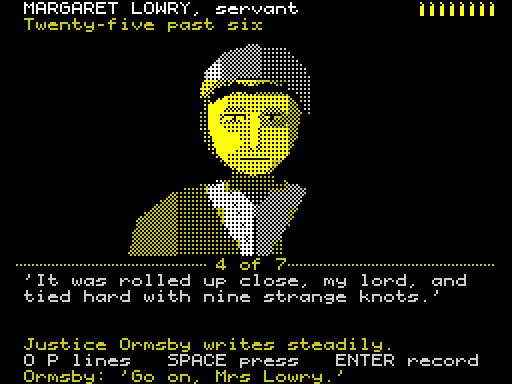 MARGARET LOWRY, servant
Twenty-five past six
4 of 7
'It was rolled up close, my lord, and
tied hard with nine strange knots.'
Justice Ormsby writes steadily.
O P lines   SPACE press   ENTER record
Ormsby: 'Go on, Mrs Lowry.'